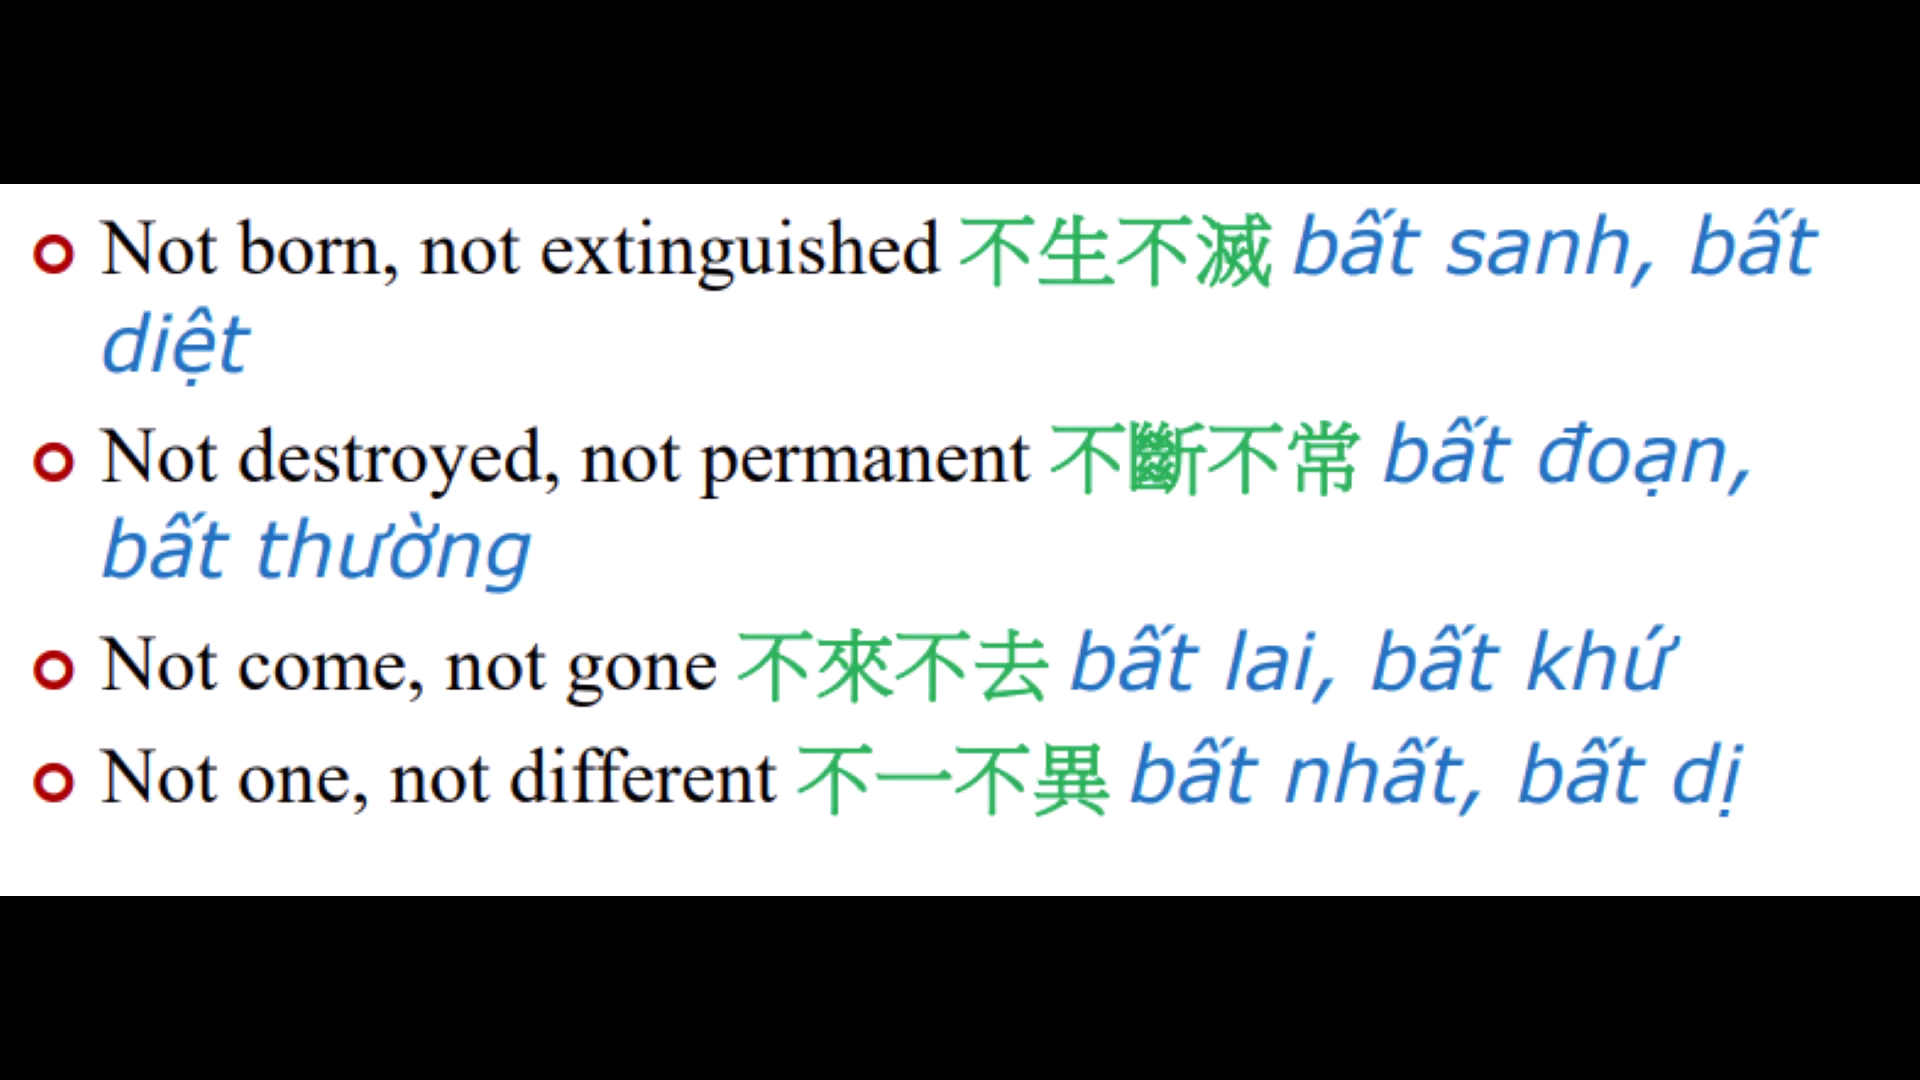 Not born, not extinguished 不生不滅 bất sanh, bất
diệt
Not destroyed, not permanent 不斷不常 bất đoạn,
bất thường
Not come, not gone 不來不去 bất lai, bất khứ
Not one, not different 不一不異 bất nhất, bất dị